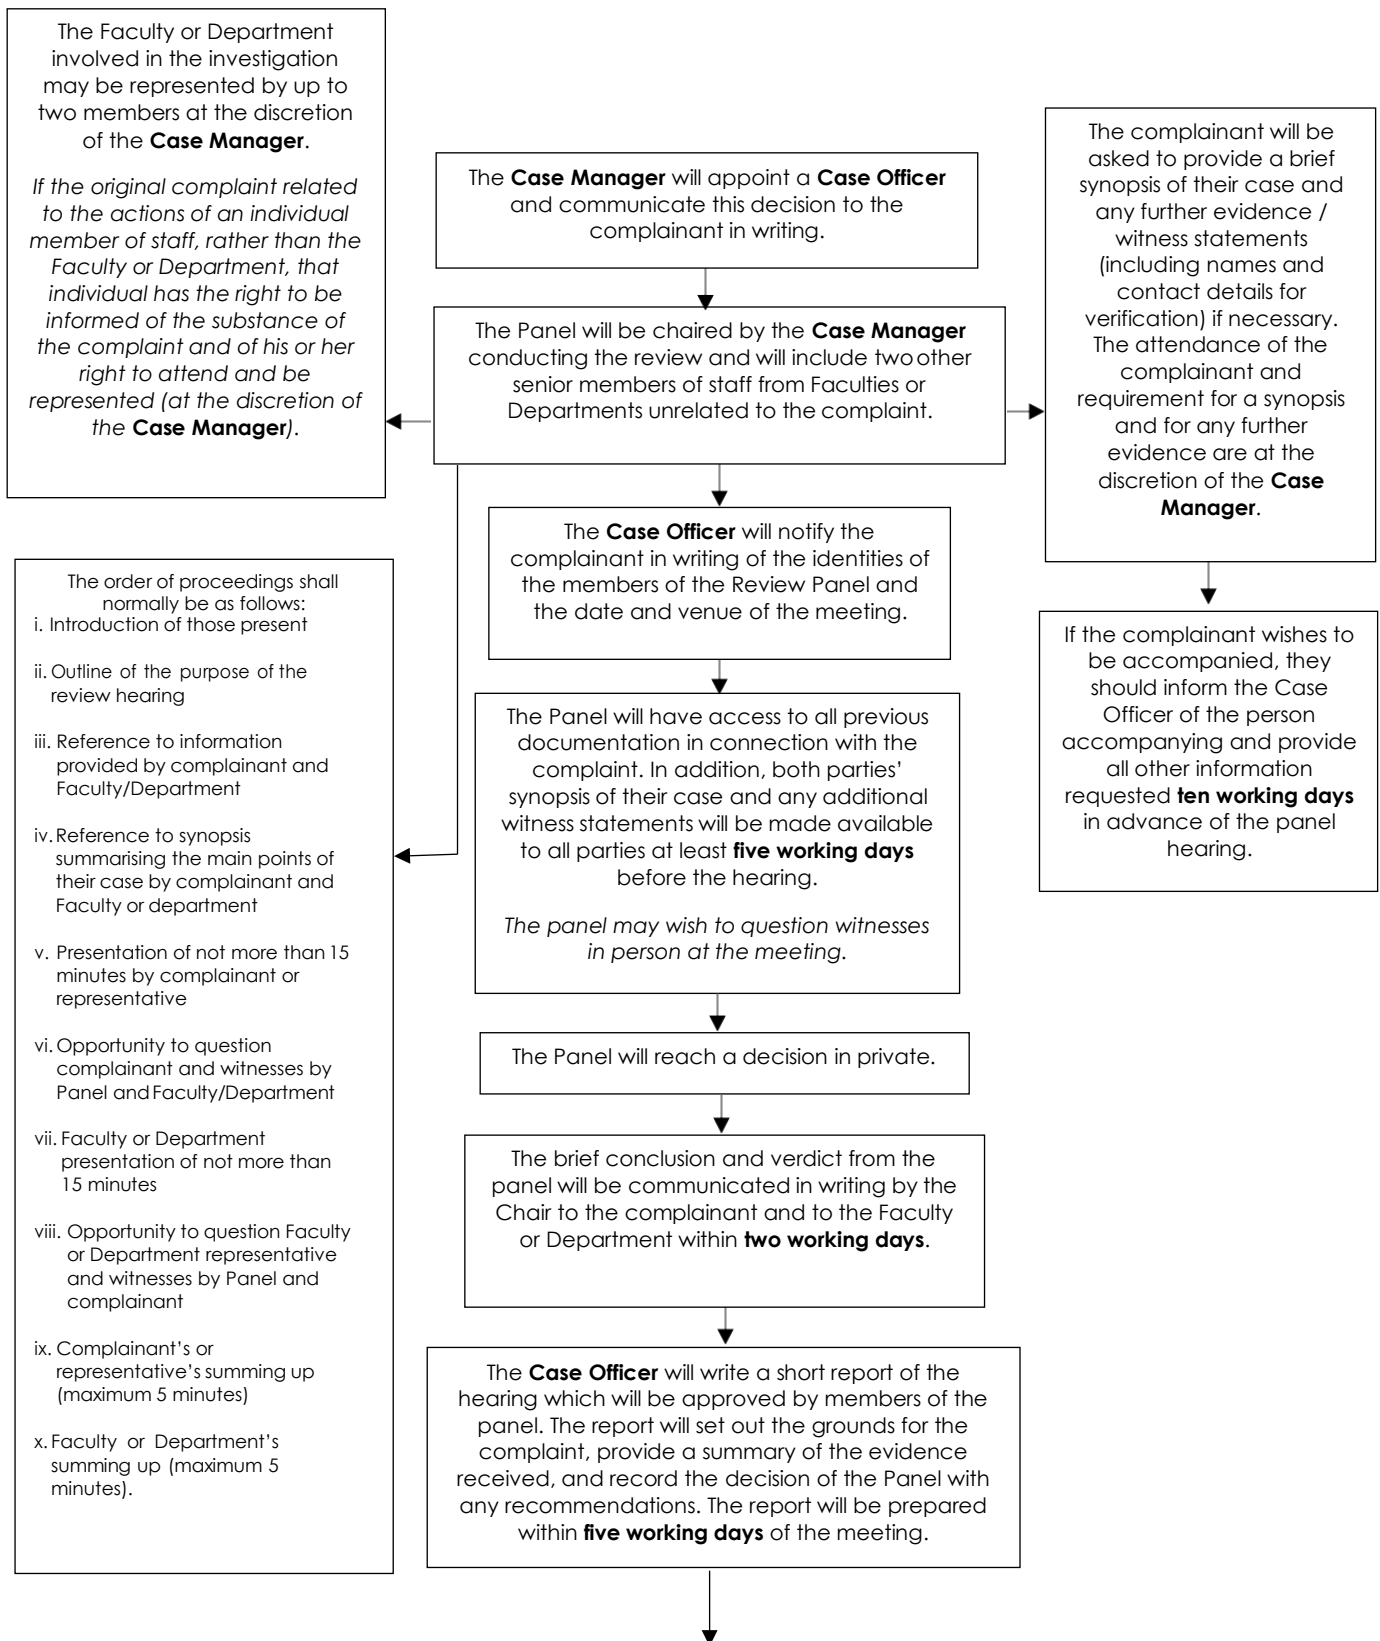 The Faculty or Department
involved in the investigation
may be represented by up to
two members at the discretion
of the Case Manager.
If the original complaint related
to the actions of an individual
member of staff, rather than the
Faculty or Department, that
individual has the right to be
informed of the substance of
the complaint and of his or her
right to attend and be
represented (at the discretion of
the Case Manager).
The Case Manager will appoint a Case Officer
and communicate this decision to the
complainant in writing.
The Panel will be chaired by the Case Manager
conducting the review and will include two other
senior members of staff from Faculties or
Departments unrelated to the complaint.
The complainant will be
asked to provide a brief
synopsis of their case and
any further evidence /
witness statements
(including names and
contact details for
verification) if necessary.
The attendance of the
complainant and
requirement for a synopsis
and for any further
evidence are at the
discretion of the Case
Manager.
If the complainant wishes to
be accompanied, they
should inform the Case
Officer of the person
accompanying and provide
all other information
requested ten working days
in advance of the panel
hearing.
The order of proceedings shall
normally be as follows:
i. Introduction of those present
ii. Outline of the purpose of the
review hearing
iii. Reference to information
provided by complainant and
Faculty/Department
iv. Reference to synopsis
summarising the main points of
their case by complainant and
Faculty or department
v. Presentation of not more than 15
minutes by complainant or
representative
vi. Opportunity to question
complainant and witnesses by
Panel and Faculty/Department
vii. Faculty or Department
presentation of not more than
15 minutes
viii. Opportunity to question Faculty
or Department representative
and witnesses by Panel and
complainant
ix. Complainant's or
representative's summing up
(maximum 5 minutes)
x. Faculty or Department's
summing up (maximum 5
minutes).
The Case Officer will notify the
complainant in writing of the identities of
the members of the Review Panel and
the date and venue of the meeting.
The Panel will have access to all previous
documentation in connection with the
complaint. In addition, both parties'
synopsis of their case and any additional
witness statements will be made available
to all parties at least five working days
before the hearing.
The panel may wish to question witnesses
in person at the meeting.
The Panel will reach a decision in private.
The brief conclusion and verdict from the
panel will be communicated in writing by the
Chair to the complainant and to the Faculty
or Department within two working days.
The Case Officer will write a short report of the
hearing which will be approved by members of the
panel. The report will set out the grounds for the
complaint, provide a summary of the evidence
received, and record the decision of the Panel with
any recommendations. The report will be prepared
within five working days of the meeting.